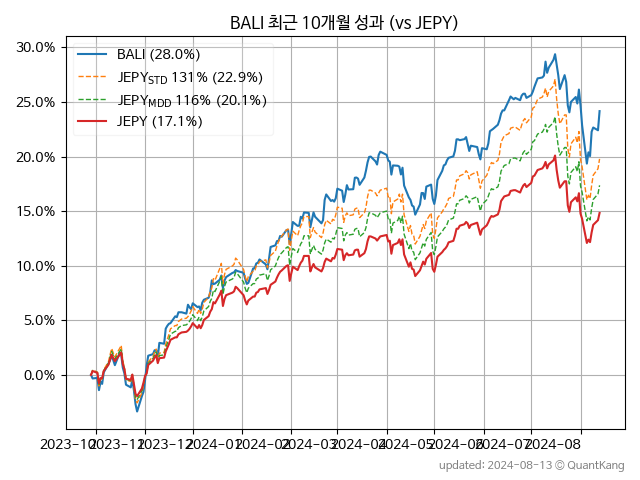 BALI 최근 10개월 성과 (vs JEPY)
30.0%
25.0%
20.0%
15.0%
10.0%
5.0%
0.0%
BALI (28.0%)
JEPYSTD 131% (22.9%)
JEPYMDD 116% (20.1%)
JEPY (17.1%)
2023-10 2023-11 2023-12 2024-01 2024-02 2024-03 2024-04 2024-05 2024-06 2024-07 2024-08
updated: 2024-08-13 © QuantKang